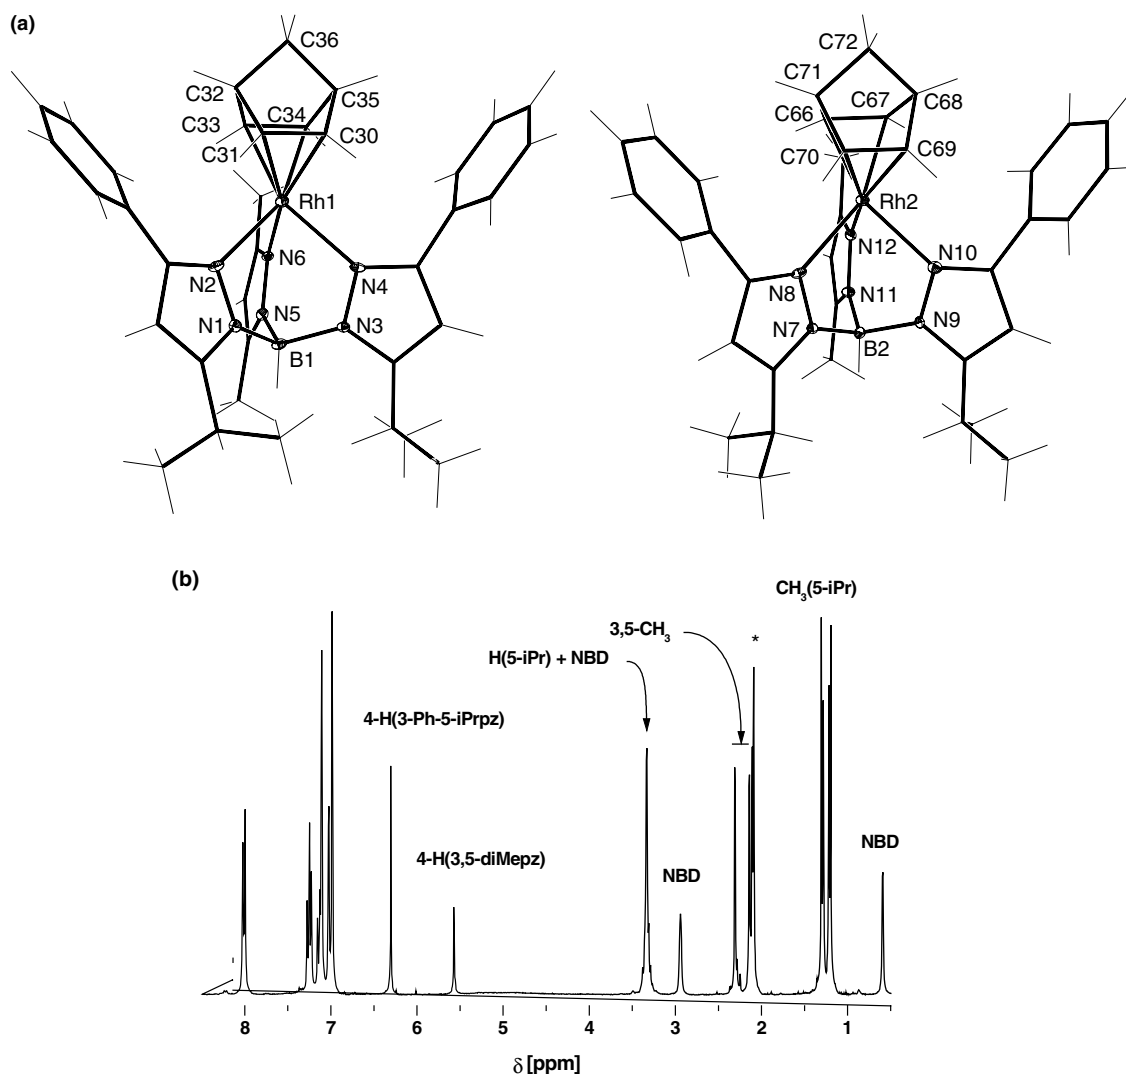 (a)
C36
C32
C35
C34
C33
C30
C31
Rh1
N6
N2
N4
N5
N1
N3
B1
C72
C71
C67
C68
C66
C69
C70
Rh2
N12
N10
N8
N11
N7
N9
B2
(b)
CH₃(5-iPr)
3,5-CH₃
*
H(5-iPr) + NBD
4-H(3-Ph-5-iPrpz)
NBD
4-H(3,5-diMepz)
NBD
8 7 6 5 4 3 2 1
δ [ppm]